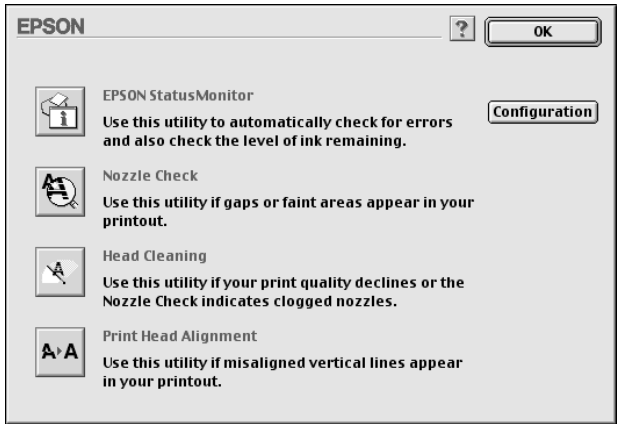 EPSON
?
OK
EPSON StatusMonitor
Use this utility to automatically check for errors
and also check the level of ink remaining.
Configuration
Nozzle Check
Use this utility if gaps or faint areas appear in your
printout.
Head Cleaning
Use this utility if your print quality declines or the
Nozzle Check indicates clogged nozzles.
Print Head Alignment
A A
Use this utility if misaligned vertical lines appear
in your printout.